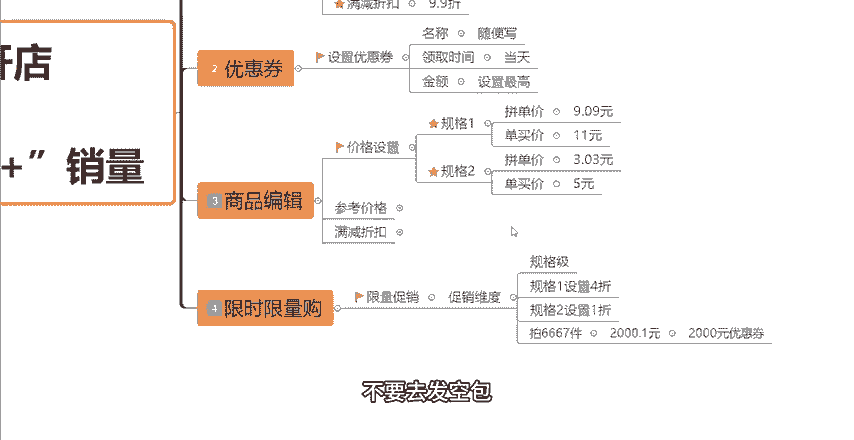 满减折扣 9.9折
开店
+”销量
2 优惠券
设置优惠券
名称 随便写
领取时间 当天
金额 设置最高
3 商品编辑
价格设置
规格1
拼单价 9.09元
单买价 11元
规格2
拼单价 3.03元
单买价 5元
参考价格
满减折扣
4 限时限量购
限量促销 促销维度
规格级
规格1设置4折
规格2设置1折
拍6667件 2000.1元 2000元优惠券
不要去发空包